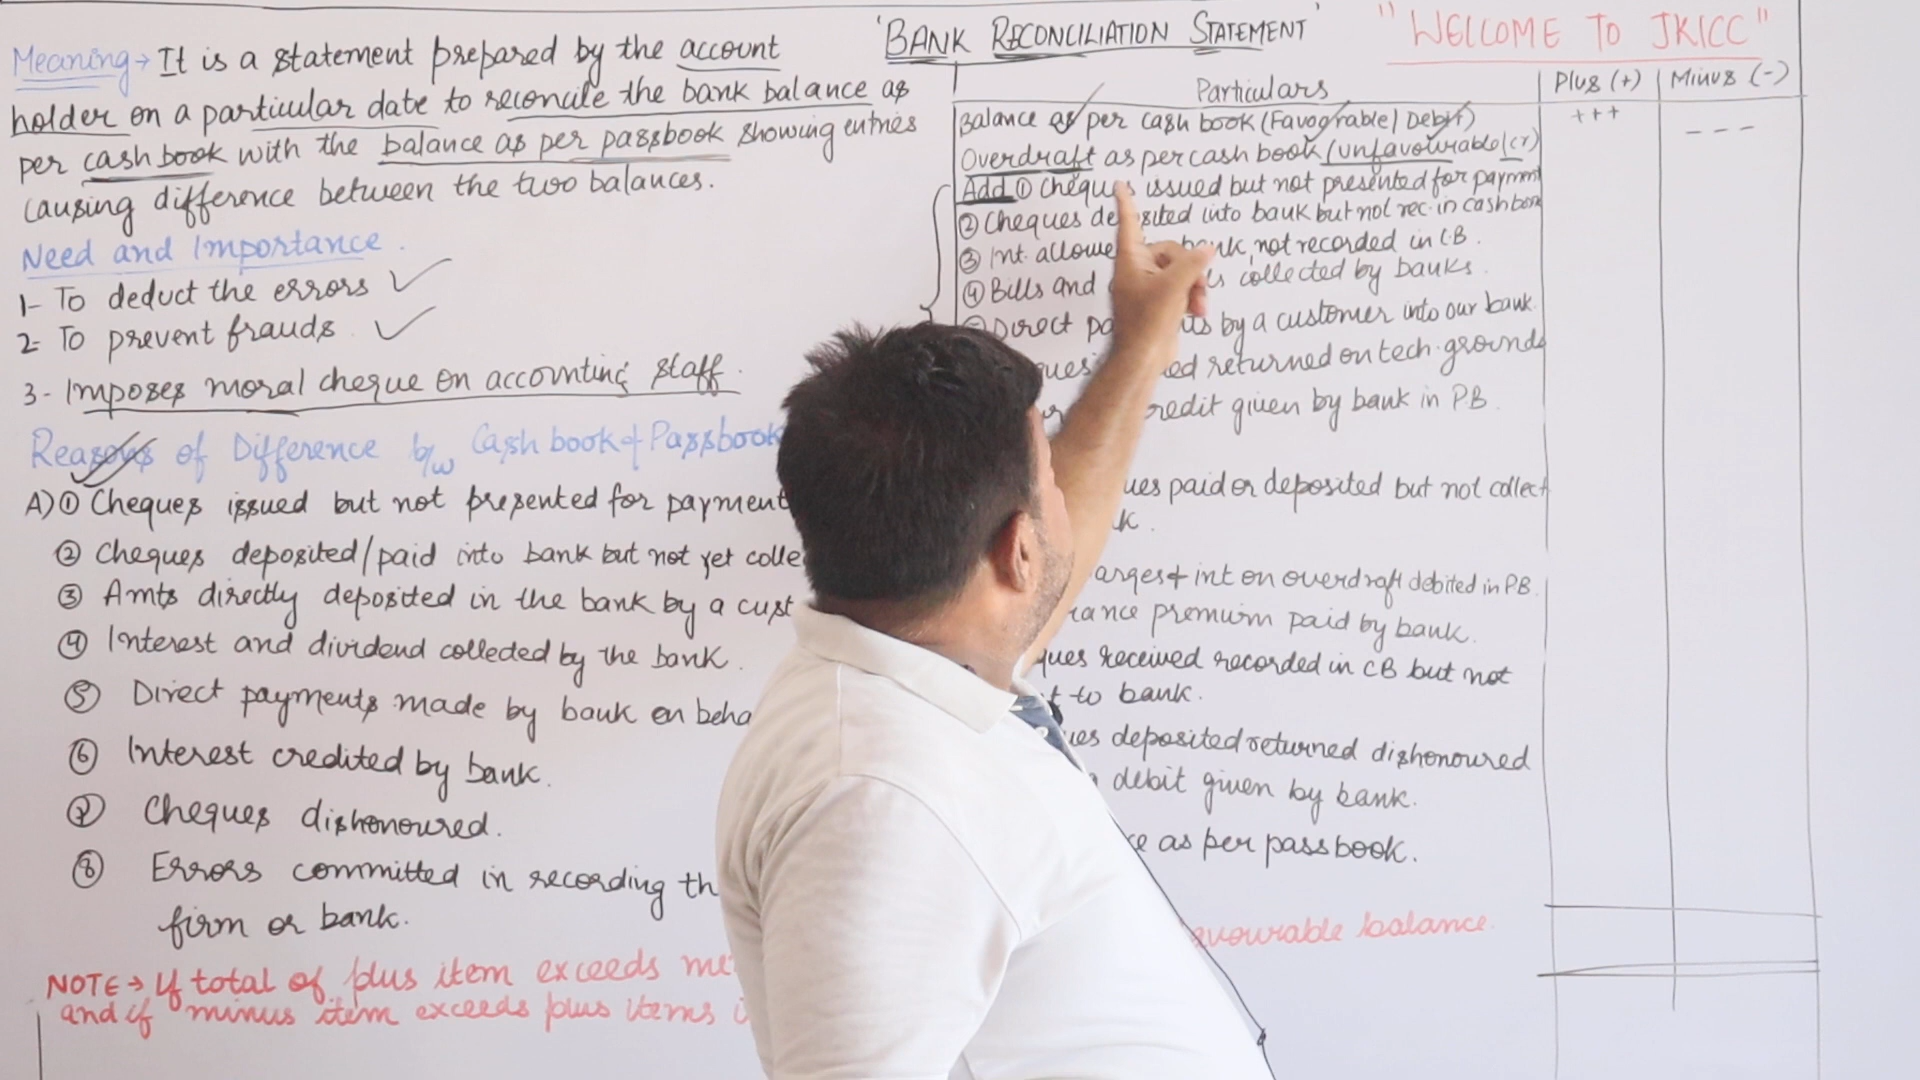 'BANK RECONCILIATION STATEMENT'
"WELCOME TO JKICC"
Meaning → It is a statement prepared by the account
holder on a particular date to reconcile the bank balance as
per cash book with the balance as per passbook showing entries
causing difference between the two balances.
Need and Importance.
1- To deduct the errors
2- To prevent frauds
3- Imposes moral cheque on accounting staff.
Reasons of Difference b/w Cash book & Passbook
A) ① Cheques issued but not presented for payment
② Cheques deposited/paid into bank but not yet colle
③ Amts directly deposited in the bank by a cust
④ Interest and dividend collected by the bank.
⑤ Direct payments made by bank on beha
⑥ Interest credited by bank.
⑦ Cheques dishonoured.
⑧ Errors committed in recording th
firm or bank.
NOTE → If total of plus item exceeds
and if minus item exceeds plus items
Particulars Plus (+) Minus (-)
Balance as per cash book (Favourable/Debit) +++
Overdraft as per cash book (unfavourable/cr) ---
Add ① Cheques issued but not presented for payment
② Cheques deposited into bank but not rec. in cash book
③ Int. allowe bank, not recorded in CB.
④ Bills and collected by banks.
Direct by a customer into our bank.
returned on tech. grounds
credit given by bank in P.B.
paid or deposited but not collect
arges & int on overdraft debited in PB.
premium paid by bank.
ques received recorded in CB but not
to bank.
deposited returned dishonoured
debit given by bank.
as per passbook.
avourable balance.